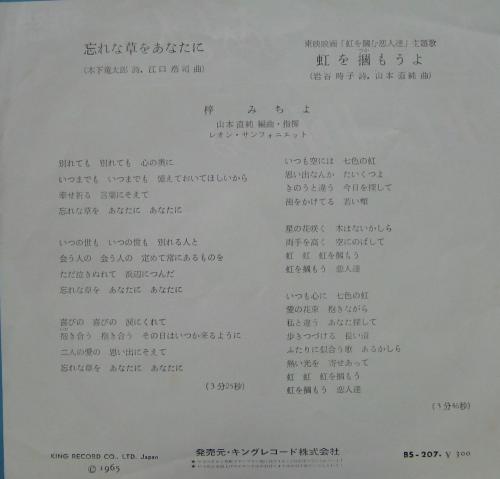 忘れな草をあなたに
(木下竜太郎 詩, 江口浩司 曲)
東映映画「虹を摑む恋人達」主題歌
虹を摑もうよ
(岩谷時子 詩, 山本直純 曲)
梓 みちよ
山本直純 編曲・指揮
レオン・サンフォニエット
別れても 別れても 心の奥に
いつまでも いつまでも 憶えておいてほしいから
幸せ祈る 言葉にそえて
忘れな草を あなたに あなたに
いつの世も いつの世も 別れる人と
会う人の 会う人の 定めて常にあるものを
ただ泣きぬれて 浜辺につんだ
忘れな草を あなたに あなたに
喜びの 喜びの 涙にくれて
抱き合う 抱き合う その日はいつか来るように
二人の愛の 思い出にそえて
忘れな草を あなたに あなたに
(3分25秒)
いつも空には 七色の虹
思い出なんか たいくつよ
きのうと違う 今日を探して
歯をかけてる 若い瞳
星の花咲く 木はないかしら
両手を高く 空にのばして
虹 虹 虹を摑もう
虹を摑もう 恋人達
いつも心に 七色の虹
愛の花束 抱きながら
私と違う あなた探して
歩きつづける 長い道
ふたりに似合う歌 あるかしら
熱い光を 寄せあって
虹 虹 虹を摑もう
虹を摑もう 恋人達
(3分46秒)
KING RECORD CO., LTD. Japan
© 1965
発売元・キングレコード株式会社
BS-207・¥300